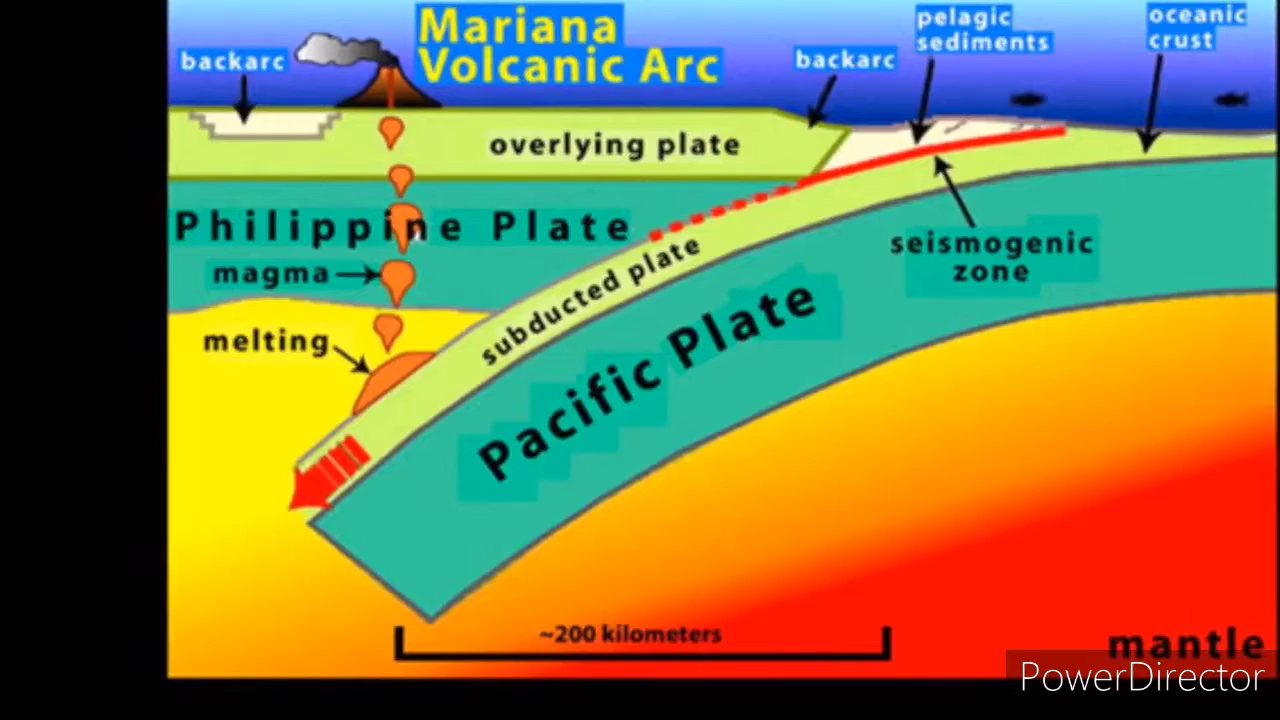 Mariana
Volcanic Arc
backarc
backarc
pelagic
sediments
oceanic
crust
overlying plate
Philippine Plate
magma
melting
subducted plate
seismogenic
zone
Pacific Plate
~200 kilometers
mantle
PowerDirector